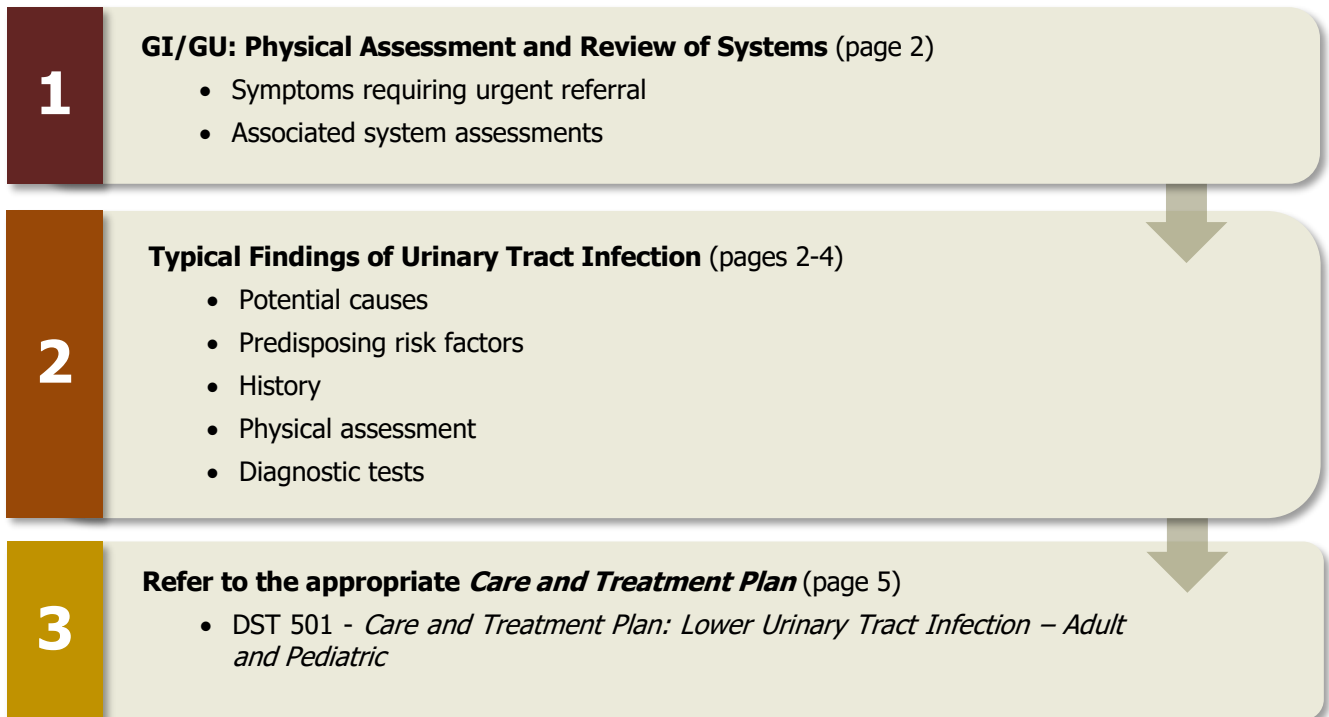 1
GI/GU: Physical Assessment and Review of Systems (page 2)
• Symptoms requiring urgent referral
• Associated system assessments
2
Typical Findings of Urinary Tract Infection (pages 2-4)
• Potential causes
• Predisposing risk factors
• History
• Physical assessment
• Diagnostic tests
3
Refer to the appropriate Care and Treatment Plan (page 5)
• DST 501 - Care and Treatment Plan: Lower Urinary Tract Infection – Adult
and Pediatric